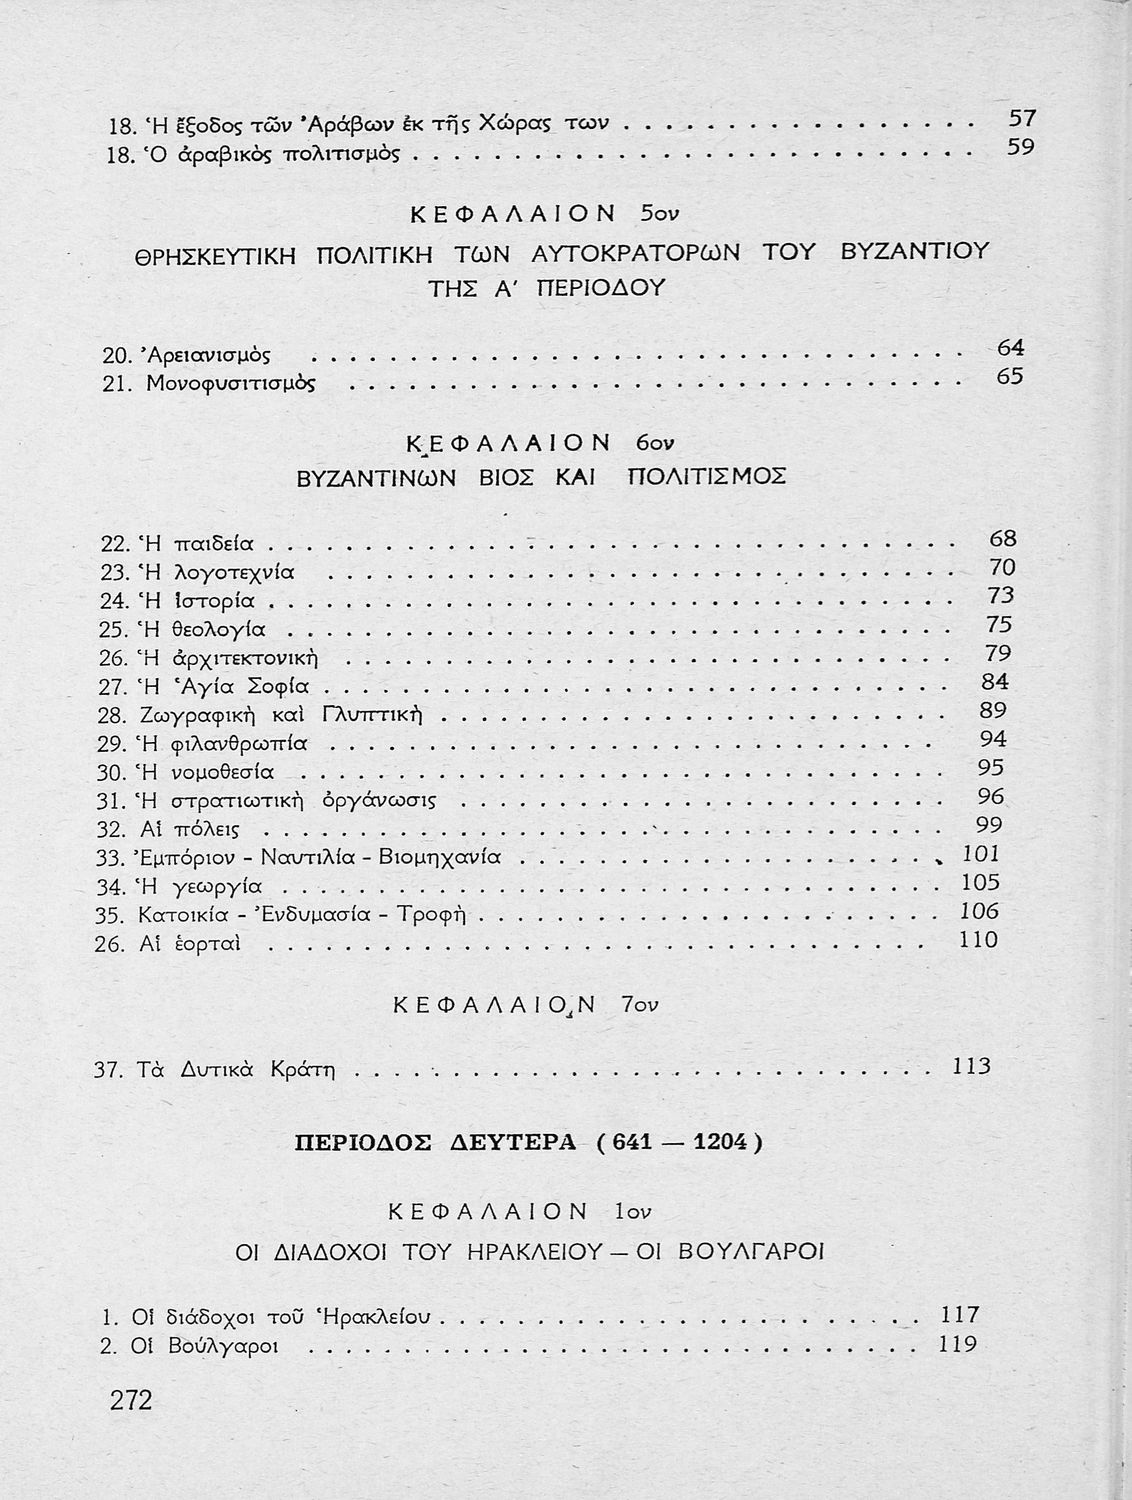 18. Ἡ ἔξοδος τῶν Ἀράβων ἐκ τῆς Χώρας των . . . . . . . . . . . . . . . . . . 57
18. Ὁ ἀραβικὸς πολιτισμὸς . . . . . . . . . . . . . . . . . . . . . . 59
ΚΕΦΑΛΑΙΟΝ 5ον
ΘΡΗΣΚΕΥΤΙΚΗ ΠΟΛΙΤΙΚΗ ΤΩΝ ΑΥΤΟΚΡΑΤΟΡΩΝ ΤΟΥ ΒΥΖΑΝΤΙΟΥ
ΤΗΣ Α' ΠΕΡΙΟΔΟΥ
20. Ἀρειανισμὸς . . . . . . . . . . . . . . . . . . . . . . . . . . 64
21. Μονοφυσιτισμὸς . . . . . . . . . . . . . . . . . . . . . . . . 65
ΚΕΦΑΛΑΙΟΝ 6ον
ΒΥΖΑΝΤΙΝΩΝ ΒΙΟΣ ΚΑΙ ΠΟΛΙΤΙΣΜΟΣ
22. Ἡ παιδεία . . . . . . . . . . . . . . . . . . . . . . . . . . . 68
23. Ἡ λογοτεχνία . . . . . . . . . . . . . . . . . . . . . . . . . 70
24. Ἡ ἱστορία . . . . . . . . . . . . . . . . . . . . . . . . . . . 73
25. Ἡ θεολογία . . . . . . . . . . . . . . . . . . . . . . . . . . 75
26. Ἡ ἀρχιτεκτονικὴ . . . . . . . . . . . . . . . . . . . . . . . . 79
27. Ἡ Ἁγία Σοφία . . . . . . . . . . . . . . . . . . . . . . . . . 84
28. Ζωγραφικὴ καὶ Γλυπτικὴ . . . . . . . . . . . . . . . . . . . . 89
29. Ἡ φιλανθρωπία . . . . . . . . . . . . . . . . . . . . . . . . 94
30. Ἡ νομοθεσία . . . . . . . . . . . . . . . . . . . . . . . . . 95
31. Ἡ στρατιωτικὴ ὀργάνωσις . . . . . . . . . . . . . . . . . . . 96
32. Αἱ πόλεις . . . . . . . . . . . . . . . . . . . . . . . . . . . 99
33. Ἐμπόριον - Ναυτιλία - Βιομηχανία . . . . . . . . . . . . . . . . . 101
34. Ἡ γεωργία . . . . . . . . . . . . . . . . . . . . . . . . . . 105
35. Κατοικία - Ἐνδυμασία - Τροφὴ . . . . . . . . . . . . . . . . . . 106
26. Αἱ ἑορταὶ . . . . . . . . . . . . . . . . . . . . . . . . . . 110
ΚΕΦΑΛΑΙΟΝ 7ον
37. Τὰ Δυτικὰ Κράτη . . . . . . . . . . . . . . . . . . . . . . . 113
ΠΕΡΙΟΔΟΣ ΔΕΥΤΕΡΑ ( 641 — 1204 )
ΚΕΦΑΛΑΙΟΝ 1ον
ΟΙ ΔΙΑΔΟΧΟΙ ΤΟΥ ΗΡΑΚΛΕΙΟΥ — ΟΙ ΒΟΥΛΓΑΡΟΙ
1. Οἱ διάδοχοι τοῦ Ἡρακλείου . . . . . . . . . . . . . . . . . . . 117
2. Οἱ Βούλγαροι . . . . . . . . . . . . . . . . . . . . . . . . 119
272